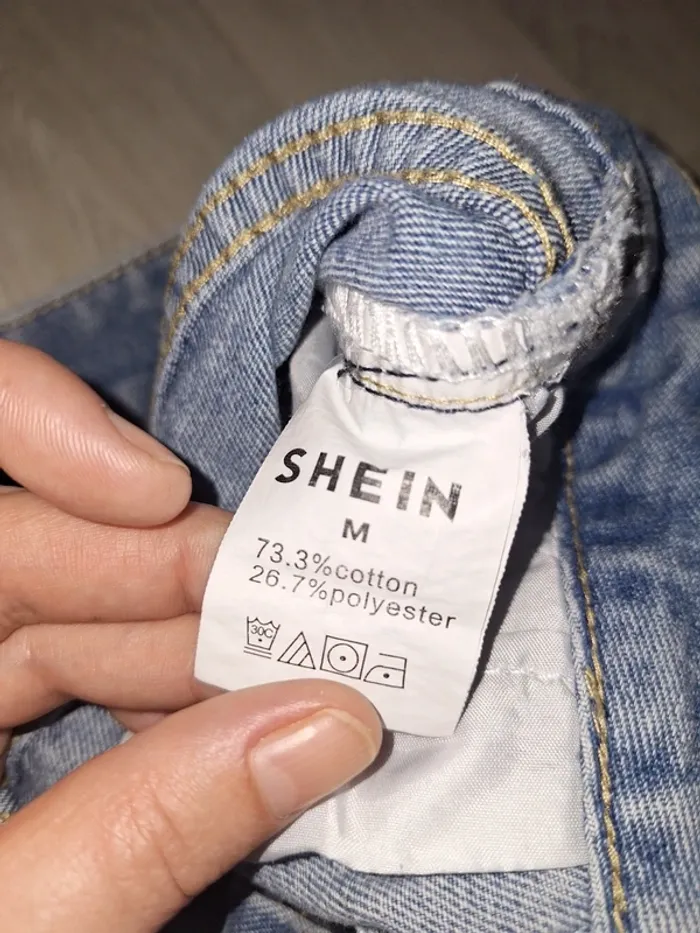 SHEIN
M
73.3%cotton
26.7%polyester
30C